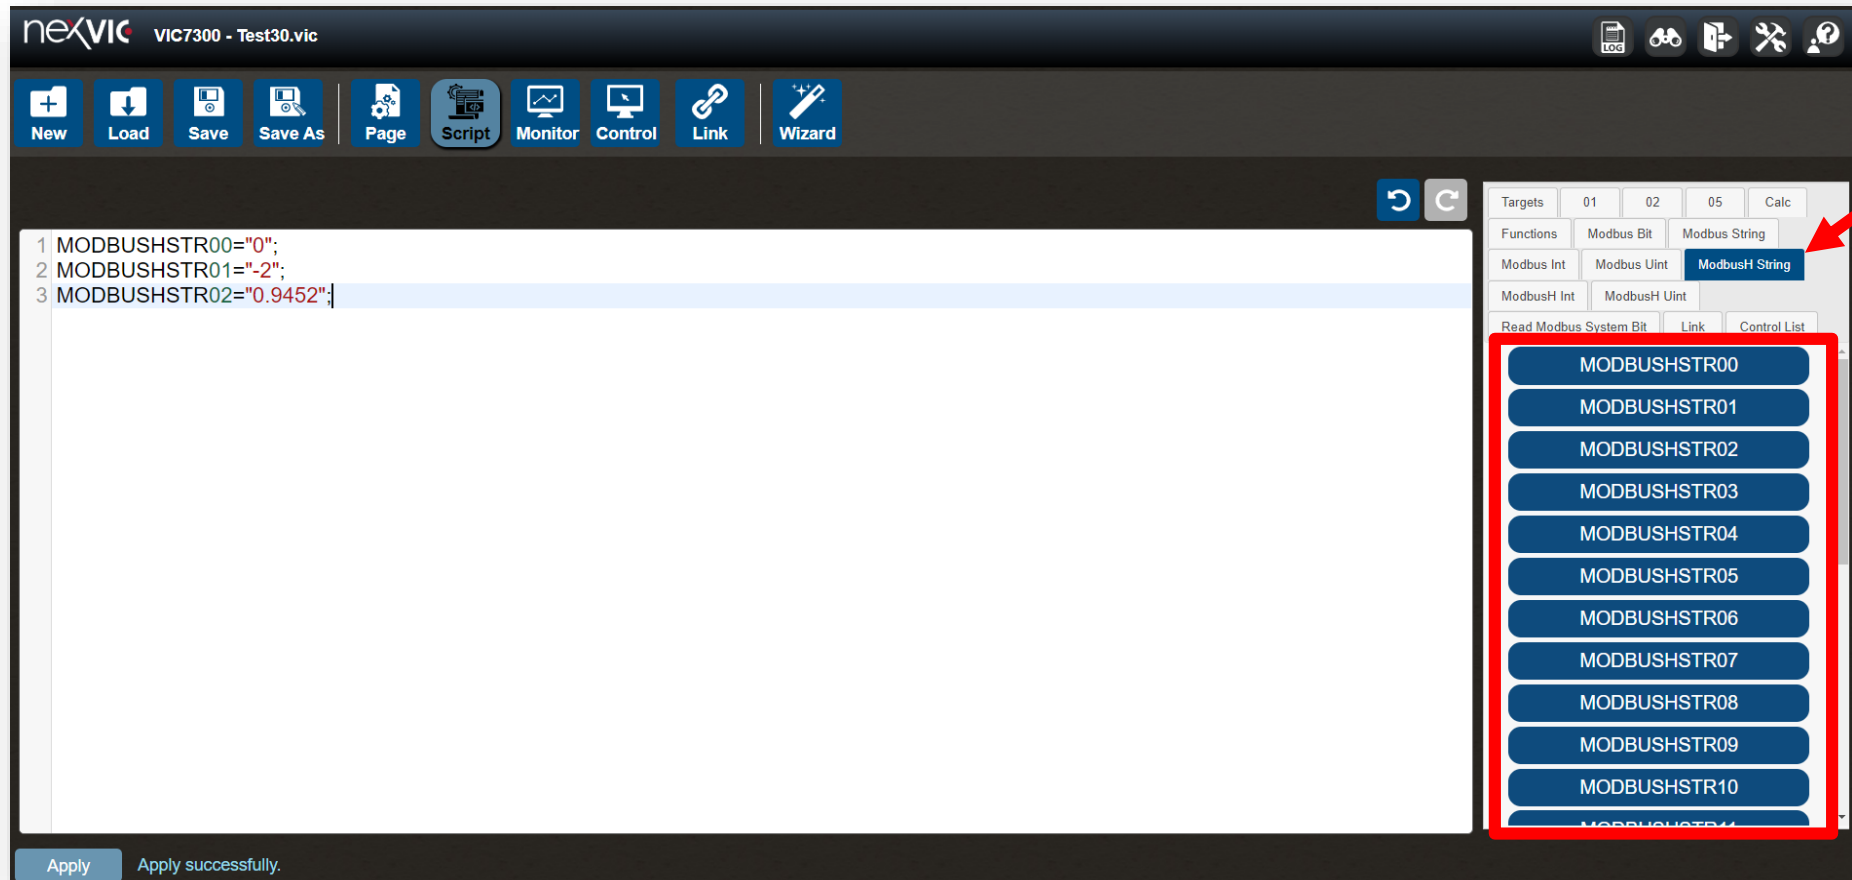 nexVIC VIC7300 - Test30.vic
LOG
New Load Save Save As Page Script Monitor Control Link Wizard
Targets 01 02 05 Calc
Functions Modbus Bit Modbus String
Modbus Int Modbus Uint ModbusH String
ModbusH Int ModbusH Uint
Read Modbus System Bit Link Control List
1 MODBUSHSTR00="0";
2 MODBUSHSTR01="-2";
3 MODBUSHSTR02="0.9452";
MODBUSHSTR00
MODBUSHSTR01
MODBUSHSTR02
MODBUSHSTR03
MODBUSHSTR04
MODBUSHSTR05
MODBUSHSTR06
MODBUSHSTR07
MODBUSHSTR08
MODBUSHSTR09
MODBUSHSTR10
MODBUSHSTR11
Apply Apply successfully.